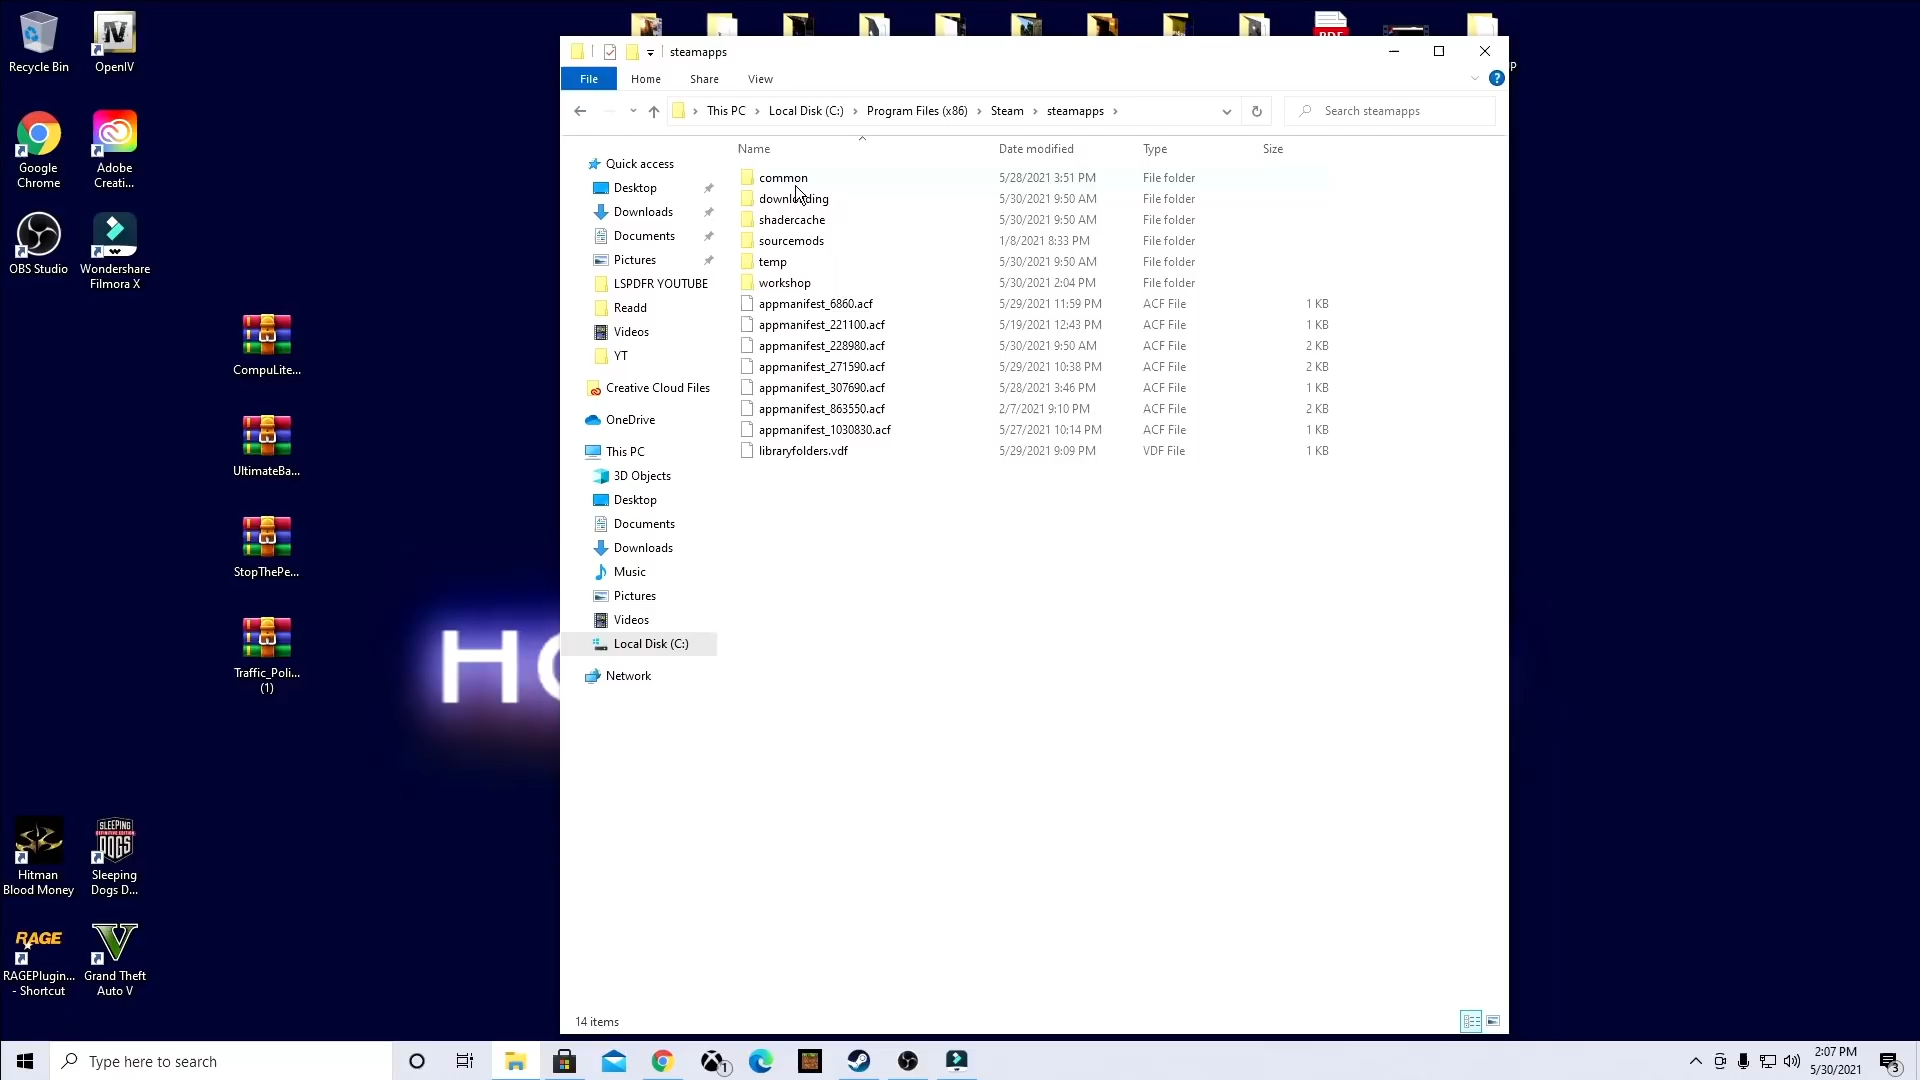 Recycle Bin
OpenIV
Google
Chrome
Adobe
Creati...
OBS Studio
Wondershare
Filmora X
CompuLite...
UltimateBa...
StopThePe...
Traffic_Poli...
(1)
Hitman
Blood Money
SLEEPING
DOGS
Sleeping
Dogs D...
RAGE
RAGEPlugin...
- Shortcut
Grand Theft
Auto V
PDF
P
HO
steamapps
File
Home
Share
View
This PC
Local Disk (C:)
Program Files (x86)
Steam
steamapps
Search steamapps
Quick access
Desktop
Downloads
Documents
Pictures
LSPDFR YOUTUBE
Readd
Videos
YT
Creative Cloud Files
OneDrive
This PC
3D Objects
Desktop
Documents
Downloads
Music
Pictures
Videos
Local Disk (C:)
Network
Name Date modified Type Size
common 5/28/2021 3:51 PM File folder
downloading 5/30/2021 9:50 AM File folder
shadercache 5/30/2021 9:50 AM File folder
sourcemods 1/8/2021 8:33 PM File folder
temp 5/30/2021 9:50 AM File folder
workshop 5/30/2021 2:04 PM File folder
appmanifest_6860.acf 5/29/2021 11:59 PM ACF File 1 KB
appmanifest_221100.acf 5/19/2021 12:43 PM ACF File 1 KB
appmanifest_228980.acf 5/30/2021 9:50 AM ACF File 2 KB
appmanifest_271590.acf 5/29/2021 10:38 PM ACF File 2 KB
appmanifest_307690.acf 5/28/2021 3:46 PM ACF File 1 KB
appmanifest_863550.acf 2/7/2021 9:10 PM ACF File 2 KB
appmanifest_1030830.acf 5/27/2021 10:14 PM ACF File 1 KB
libraryfolders.vdf 5/29/2021 9:09 PM VDF File 1 KB
14 items
Type here to search
1
2:07 PM
5/30/2021
3